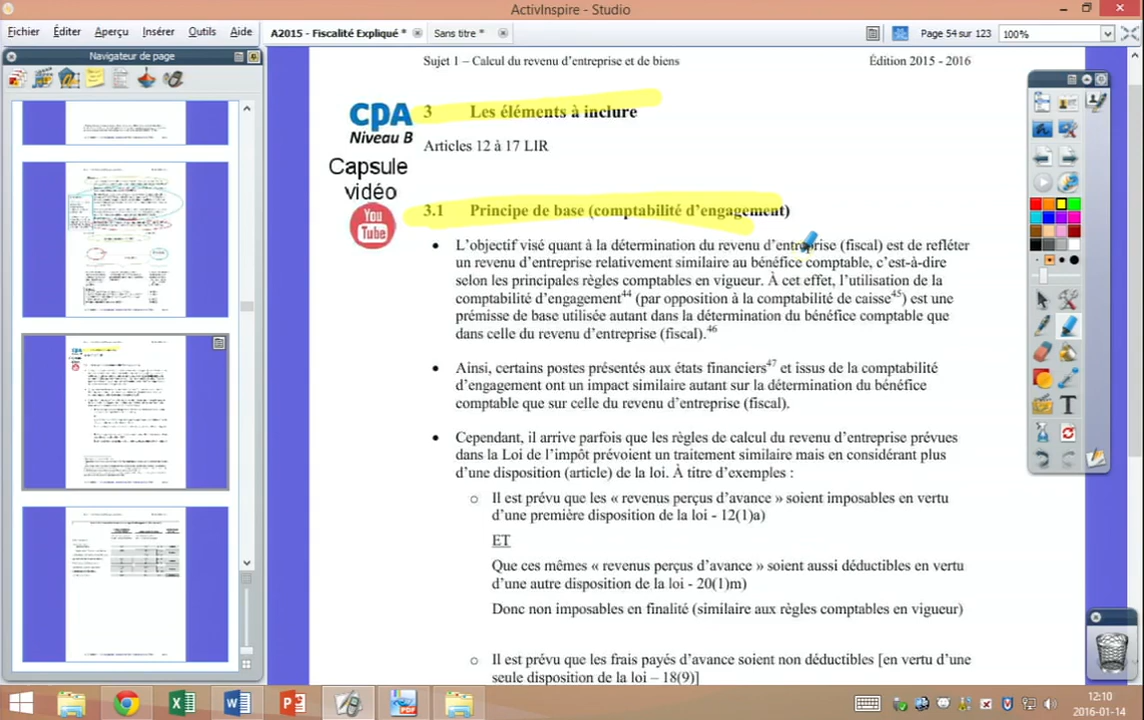 ActivInspire - Studio
Fichier Éditer Aperçu Insérer Outils Aide
A2015 - Fiscalité Expliqué *
Sans titre *
Page 54 sur 123
100%
Navigateur de page
Sujet 1 – Calcul du revenu d’entreprise et de biens
Édition 2015 - 2016
CPA
Niveau B
3 Les éléments à inclure
Articles 12 à 17 LIR
Capsule
vidéo
You
Tube
3.1 Principe de base (comptabilité d’engagement)
• L’objectif visé quant à la détermination du revenu d’entreprise (fiscal) est de refléter
un revenu d’entreprise relativement similaire au bénéfice comptable, c’est-à-dire
selon les principales règles comptables en vigueur. À cet effet, l’utilisation de la
comptabilité d’engagement44 (par opposition à la comptabilité de caisse45) est une
prémisse de base utilisée autant dans la détermination du bénéfice comptable que
dans celle du revenu d’entreprise (fiscal).46
• Ainsi, certains postes présentés aux états financiers47 et issus de la comptabilité
d’engagement ont un impact similaire autant sur la détermination du bénéfice
comptable que sur celle du revenu d’entreprise (fiscal).
• Cependant, il arrive parfois que les règles de calcul du revenu d’entreprise prévues
dans la Loi de l’impôt prévoient un traitement similaire mais en considérant plus
d’une disposition (article) de la loi. À titre d’exemples :
o Il est prévu que les « revenus perçus d’avance » soient imposables en vertu
d’une première disposition de la loi - 12(1)a)
ET
Que ces mêmes « revenus perçus d’avance » soient aussi déductibles en vertu
d’une autre disposition de la loi - 20(1)m)
Donc non imposables en finalité (similaire aux règles comptables en vigueur)
o Il est prévu que les frais payés d’avance soient non déductibles [en vertu d’une
seule disposition de la loi – 18(9)]
12:10
2016-01-14